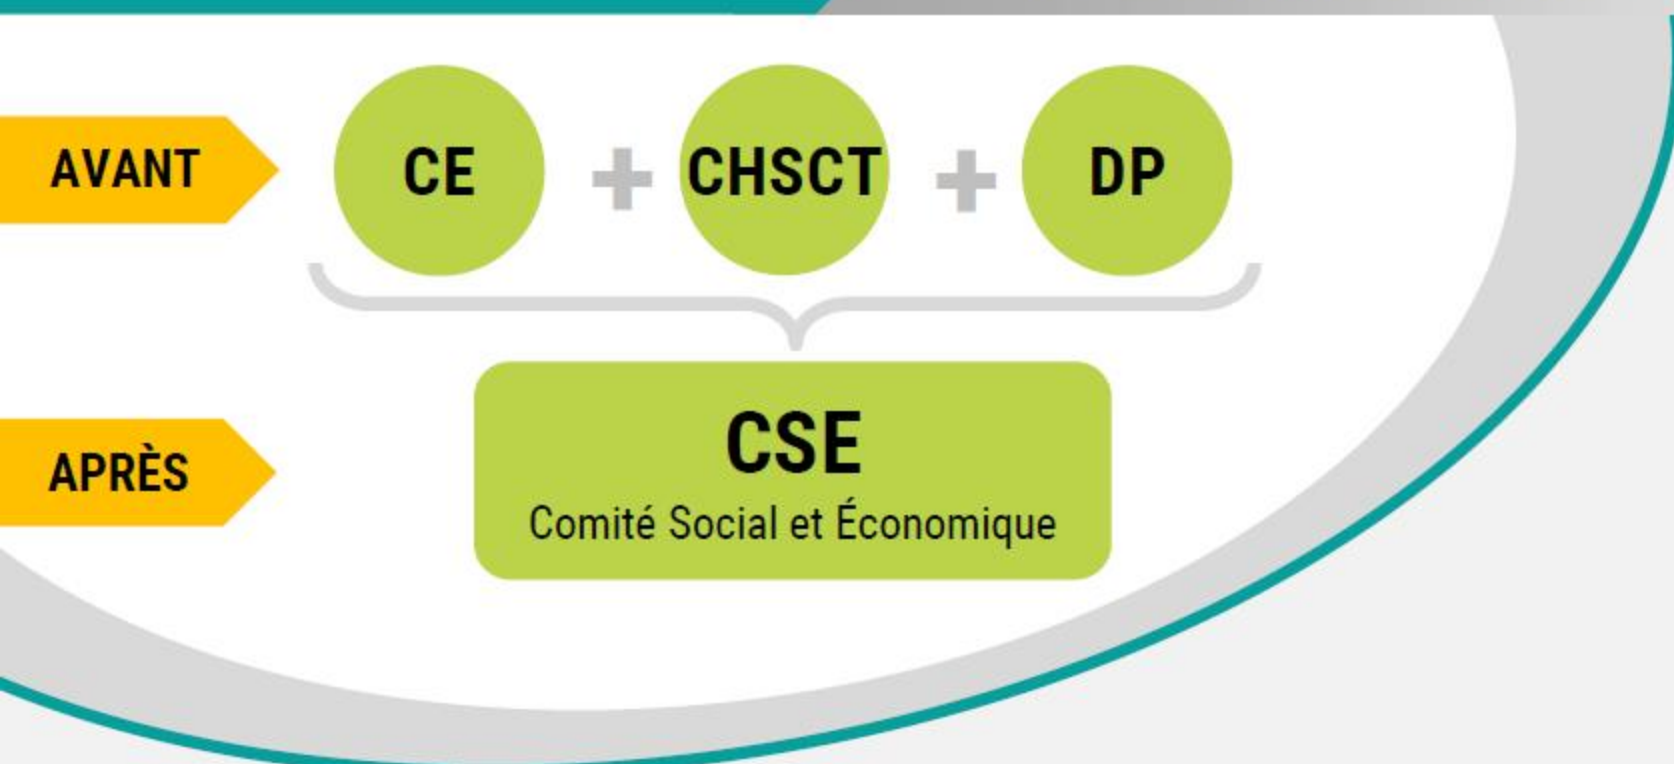 AVANT
CE + CHSCT + DP
APRÈS
CSE
Comité Social et Économique